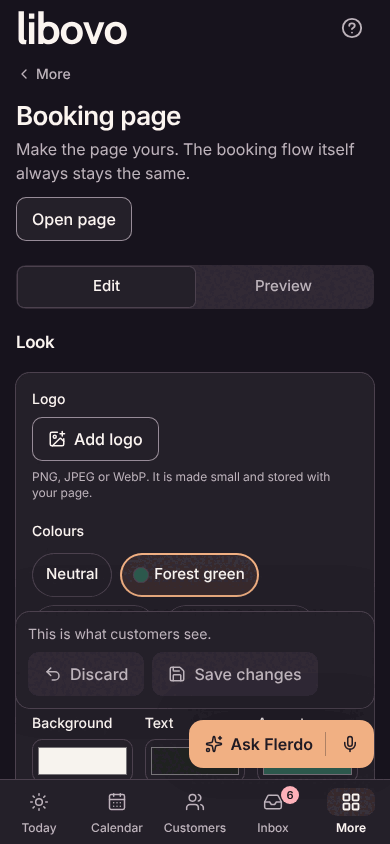 libovo
More
Booking page
Make the page yours. The booking flow itself
always stays the same.
Open page
Edit
Preview
Look
Logo
Add logo
PNG, JPEG or WebP. It is made small and stored with
your page.
Colours
Neutral
Forest green
This is what customers see.
Discard
Save changes
Background
Text
Ask Flerdo
Today
Calendar
Customers
6
Inbox
More